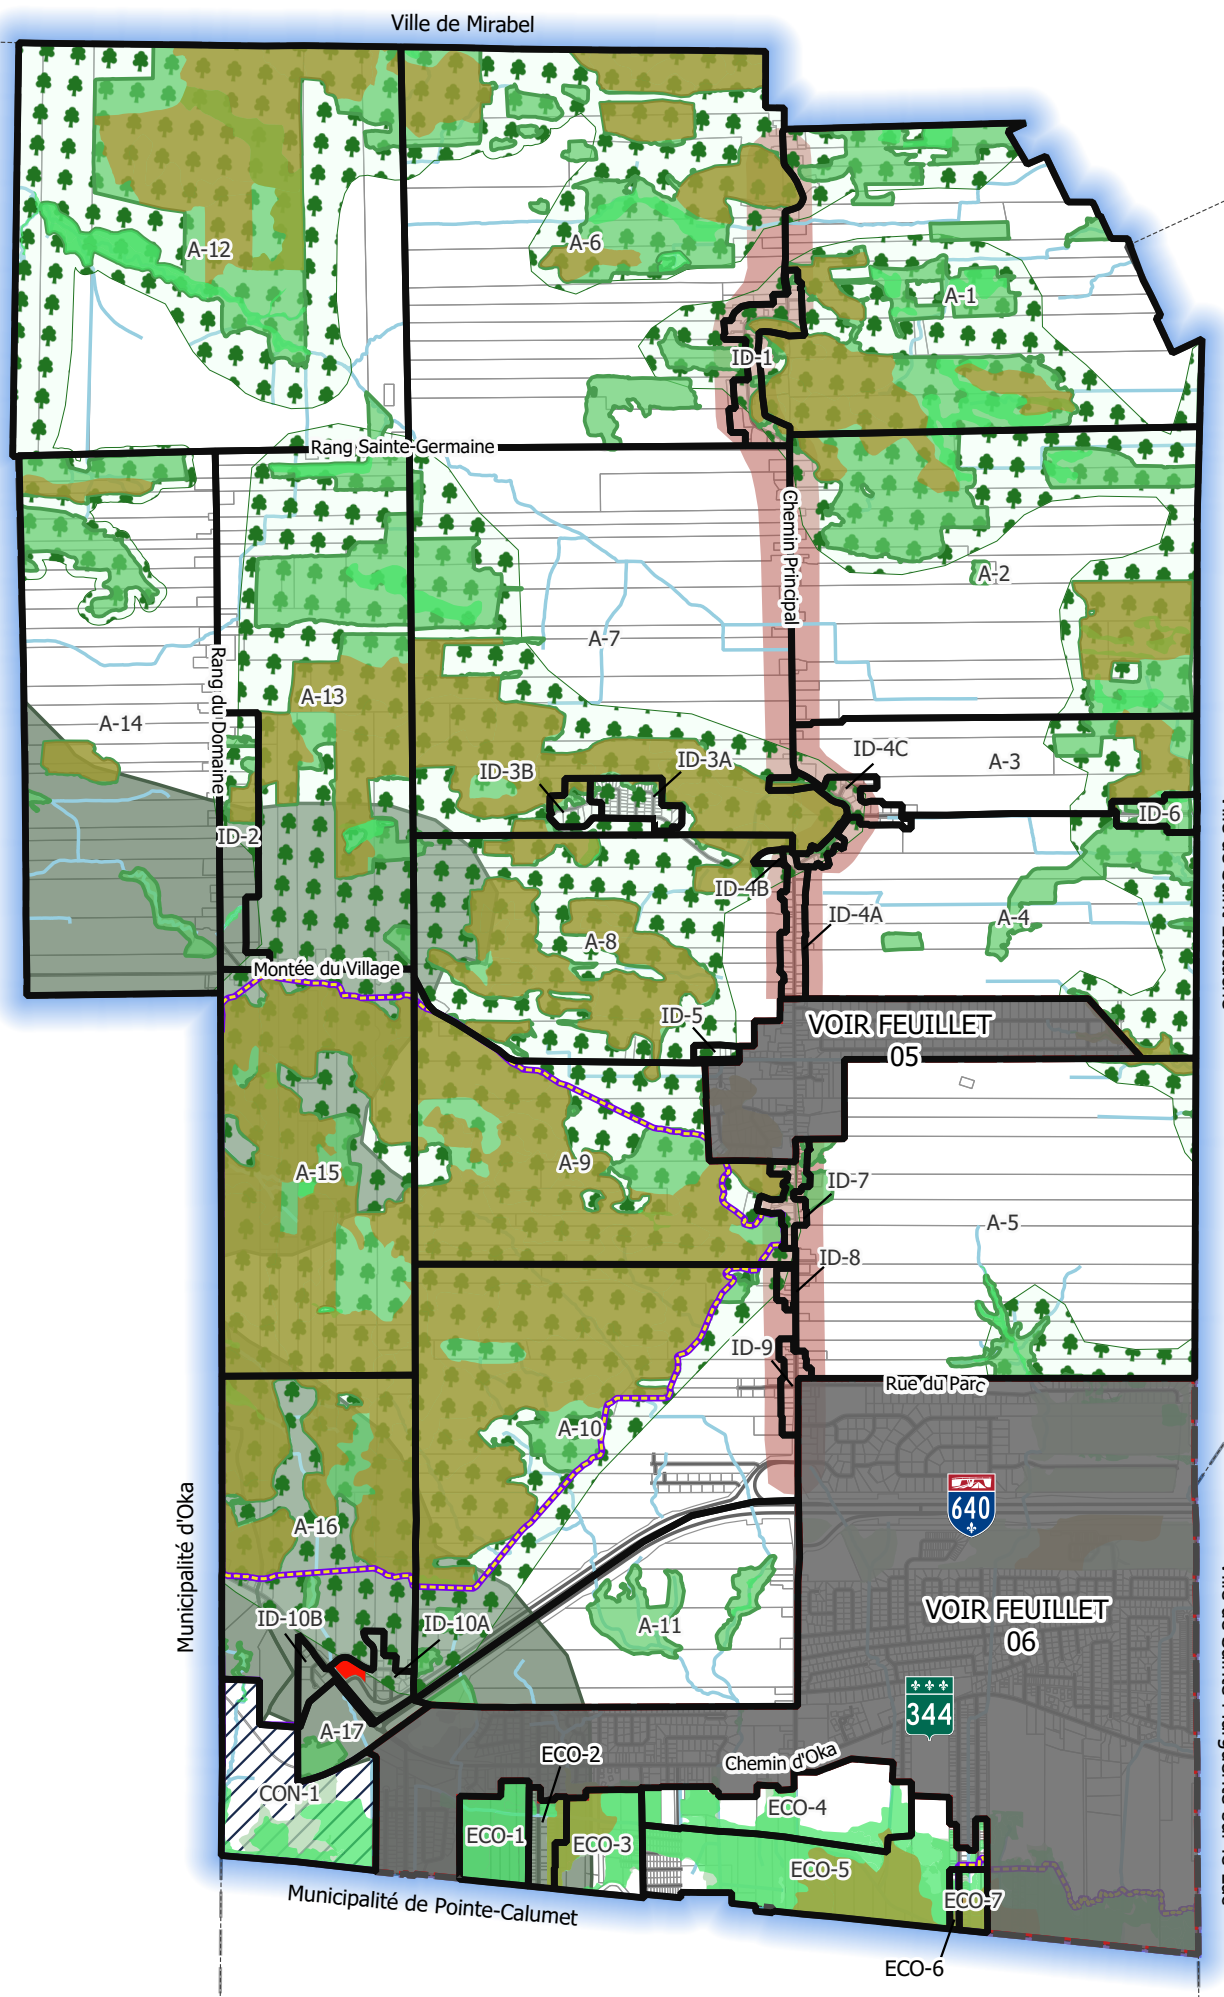 Ville de Mirabel
A-12
A-6
A-1
ID-1
Rang Sainte-Germaine
Chemin Principal
A-2
A-7
Rang du Domaine
A-13
A-14
ID-4C
A-3
ID-3B
ID-3A
ID-6
ID-2
ID-4B
ID-4A
A-4
A-8
Montée du Village
ID-5
VOIR FEUILLET
05
A-9
A-15
ID-7
A-5
ID-8
ID-9
Rue du Parc
A-10
640
A-16
Municipalité d'Oka
ID-10B
ID-10A
A-11
VOIR FEUILLET
06
344
A-17
ECO-2
Chemin d'Oka
CON-1
ECO-4
ECO-1
ECO-3
ECO-5
ECO-7
Municipalité de Pointe-Calumet
ECO-6